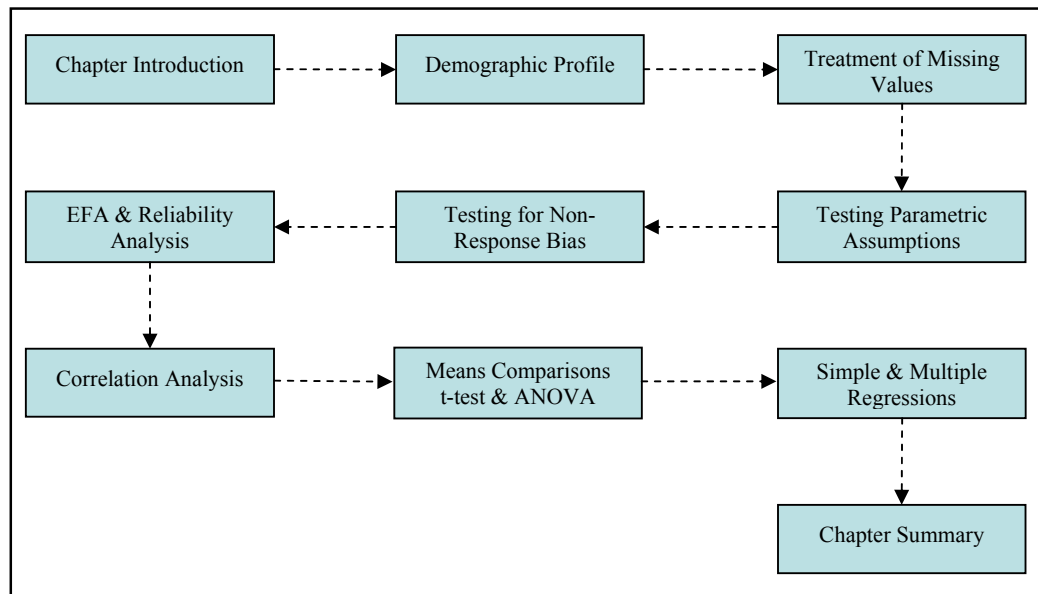 Chapter Introduction
Demographic Profile
Treatment of Missing
Values
Testing Parametric
Assumptions
Testing for Non-
Response Bias
EFA & Reliability
Analysis
Correlation Analysis
Means Comparisons
t-test & ANOVA
Simple & Multiple
Regressions
Chapter Summary